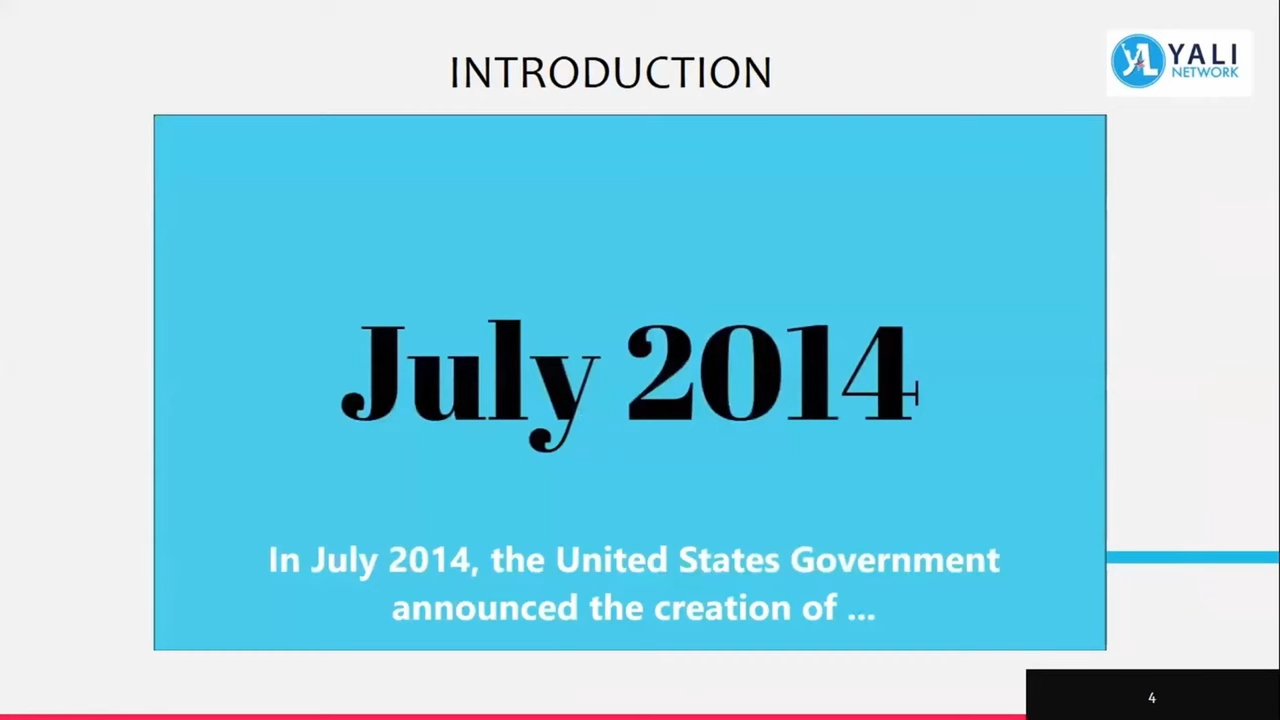 INTRODUCTION
YALI
NETWORK
July 2014
In July 2014, the United States Government
announced the creation of ...
4